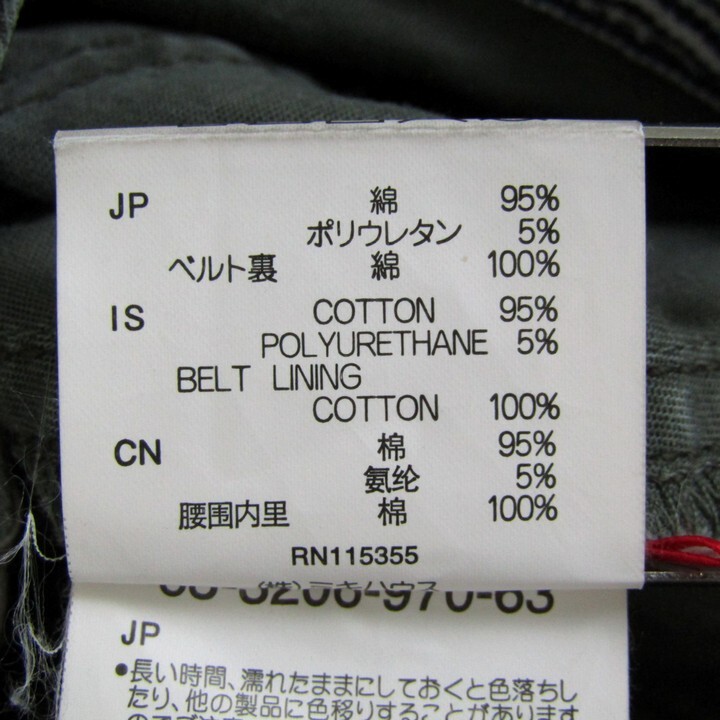 JP 綿 95%
ポリウレタン 5%
ベルト裏 綿 100%
IS COTTON 95%
POLYURETHANE 5%
BELT LINING
COTTON 100%
CN 棉 95%
氨纶 5%
腰围内里 棉 100%
RN115355
JP
●長い時間、濡れたままにしておくと色落ちし
たり、他の製品に色移りすることがあります